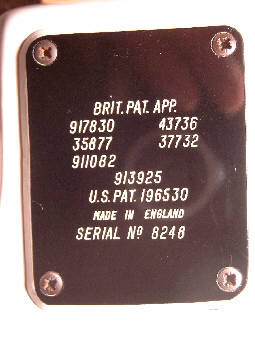 BRIT. PAT. APP.
917830 43736
35877 37732
911082
913925
U.S. PAT. 196530
MADE IN ENGLAND
SERIAL Nº 8248